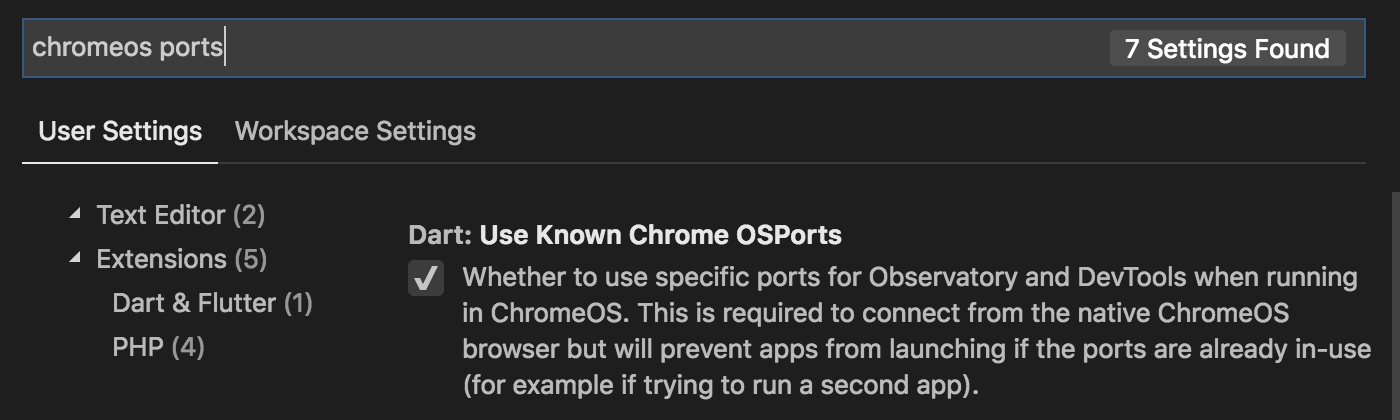 chromeos ports
7 Settings Found
User Settings
Workspace Settings
Text Editor (2)
Extensions (5)
Dart & Flutter (1)
PHP (4)
Dart: Use Known Chrome OSPorts
Whether to use specific ports for Observatory and DevTools when running
in ChromeOS. This is required to connect from the native ChromeOS
browser but will prevent apps from launching if the ports are already in-use
(for example if trying to run a second app).